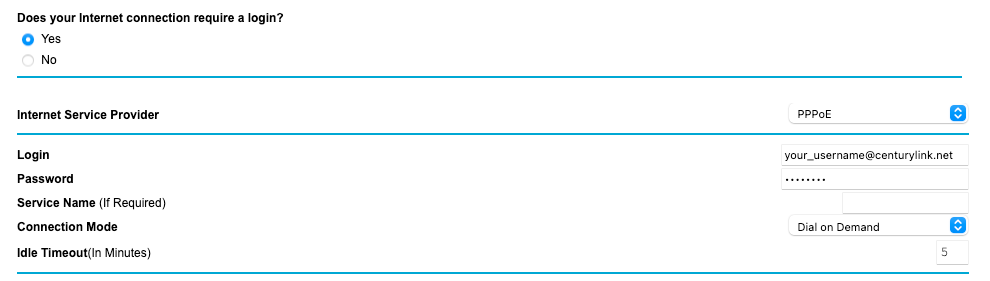 Does your Internet connection require a login?
Yes
No
Internet Service Provider PPPoE
Login your_username@centurylink.net
Password ••••••••
Service Name (If Required)
Connection Mode Dial on Demand
Idle Timeout(In Minutes) 5